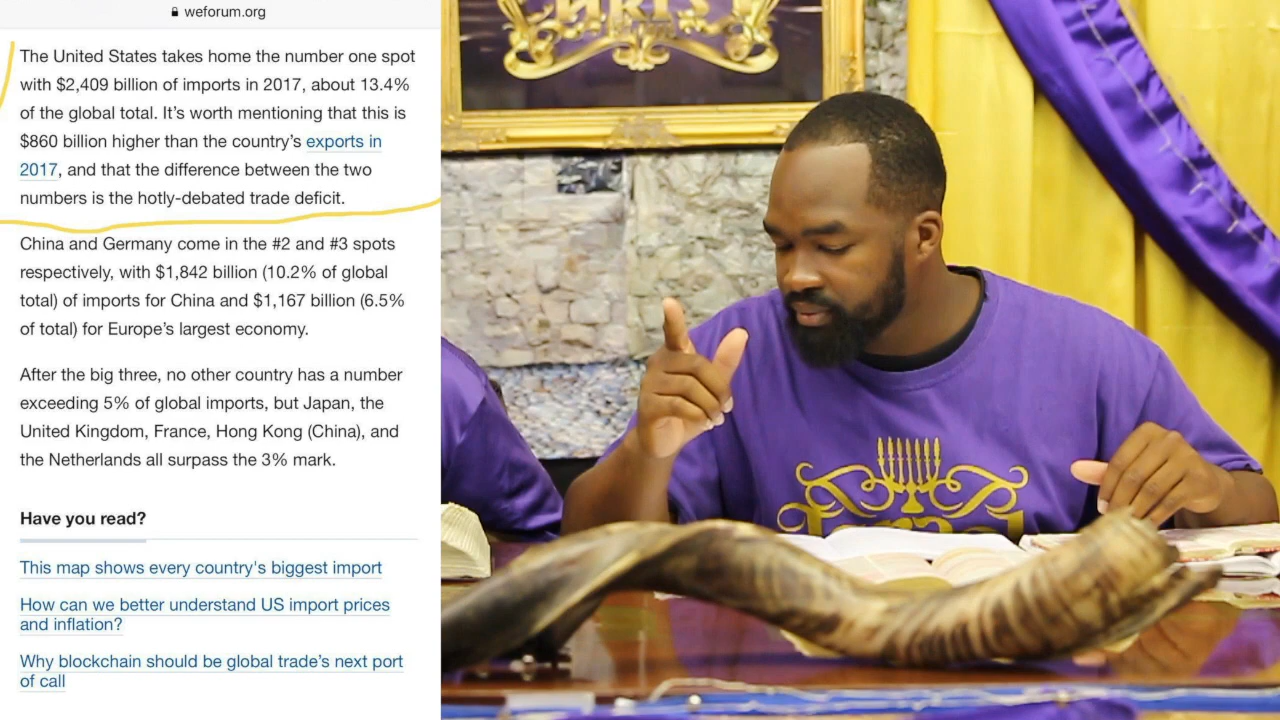 weforum.org
The United States takes home the number one spot
with $2,409 billion of imports in 2017, about 13.4%
of the global total. It's worth mentioning that this is
$860 billion higher than the country's exports in
2017, and that the difference between the two
numbers is the hotly-debated trade deficit.
China and Germany come in the #2 and #3 spots
respectively, with $1,842 billion (10.2% of global
total) of imports for China and $1,167 billion (6.5%
of total) for Europe's largest economy.
After the big three, no other country has a number
exceeding 5% of global imports, but Japan, the
United Kingdom, France, Hong Kong (China), and
the Netherlands all surpass the 3% mark.
Have you read?
This map shows every country's biggest import
How can we better understand US import prices
and inflation?
Why blockchain should be global trade's next port
of call
CHRIST
Israel